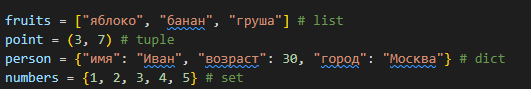 fruits = ["яблоко", "банан", "груша"] # list
point = (3, 7) # tuple
person = {"имя": "Иван", "возраст": 30, "город": "Москва"} # dict
numbers = {1, 2, 3, 4, 5} # set